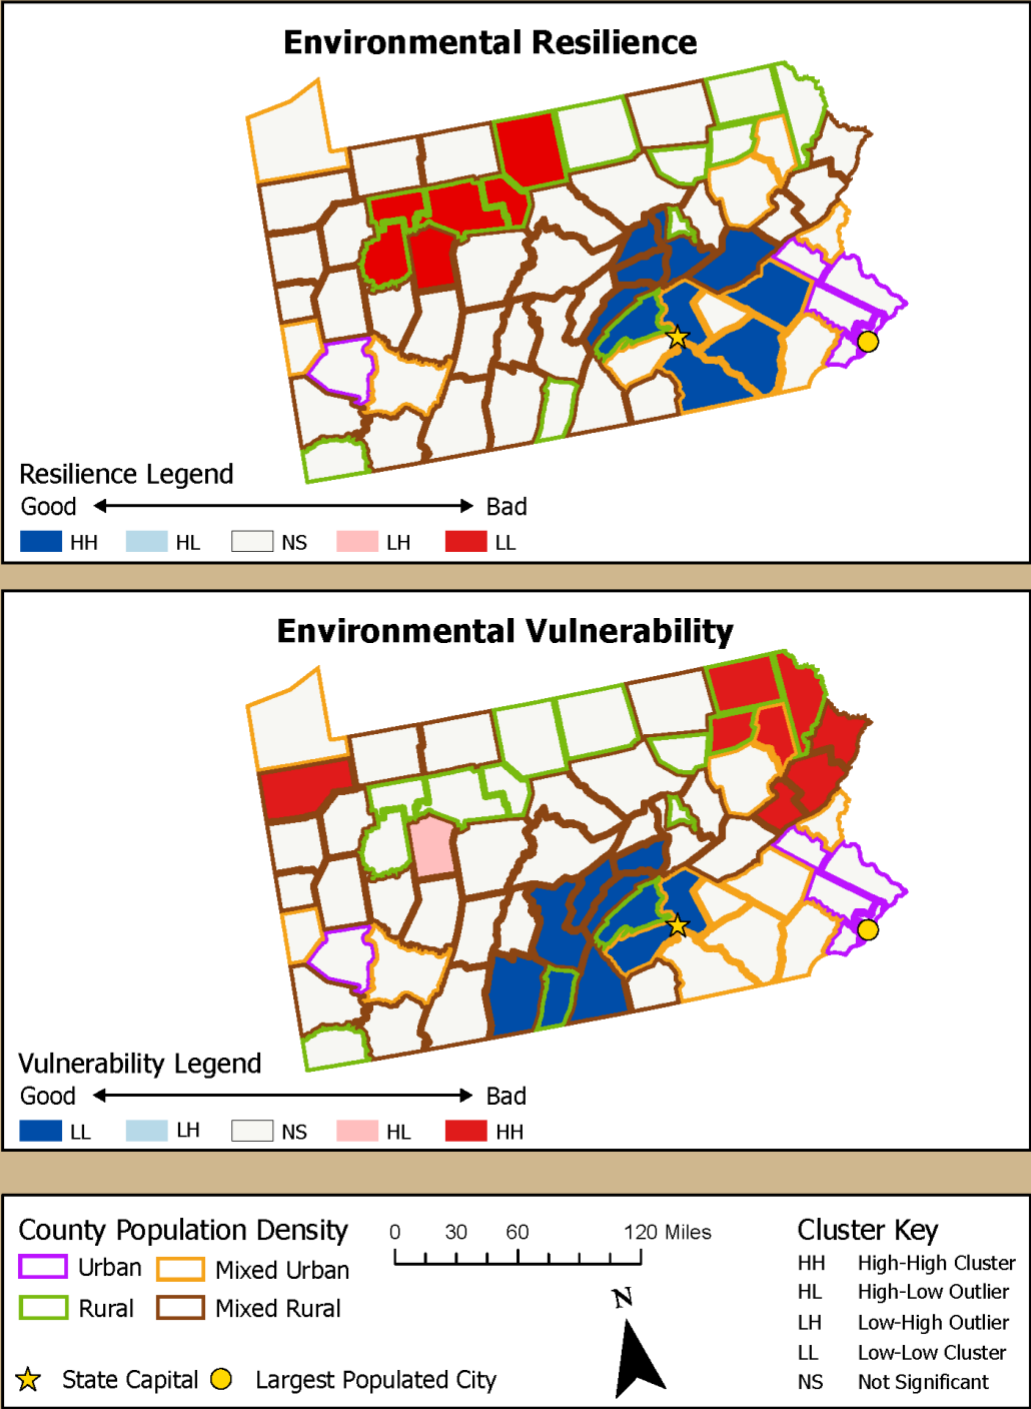 Environmental Resilience
Resilience Legend
Good Bad
HH HL NS LH LL
Environmental Vulnerability
Vulnerability Legend
Good Bad
LL LH NS HL HH
County Population Density
Urban Mixed Urban
Rural Mixed Rural
State Capital Largest Populated City
0 30 60 120 Miles
N
Cluster Key
HH High-High Cluster
HL High-Low Outlier
LH Low-High Outlier
LL Low-Low Cluster
NS Not Significant